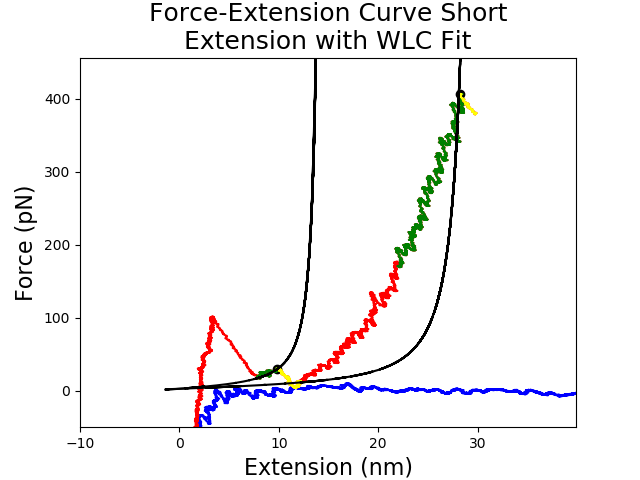 Force-Extension Curve Short
Extension with WLC Fit
400
300
200
100
0
Force (pN)
−10
0
10
20
30
Extension (nm)